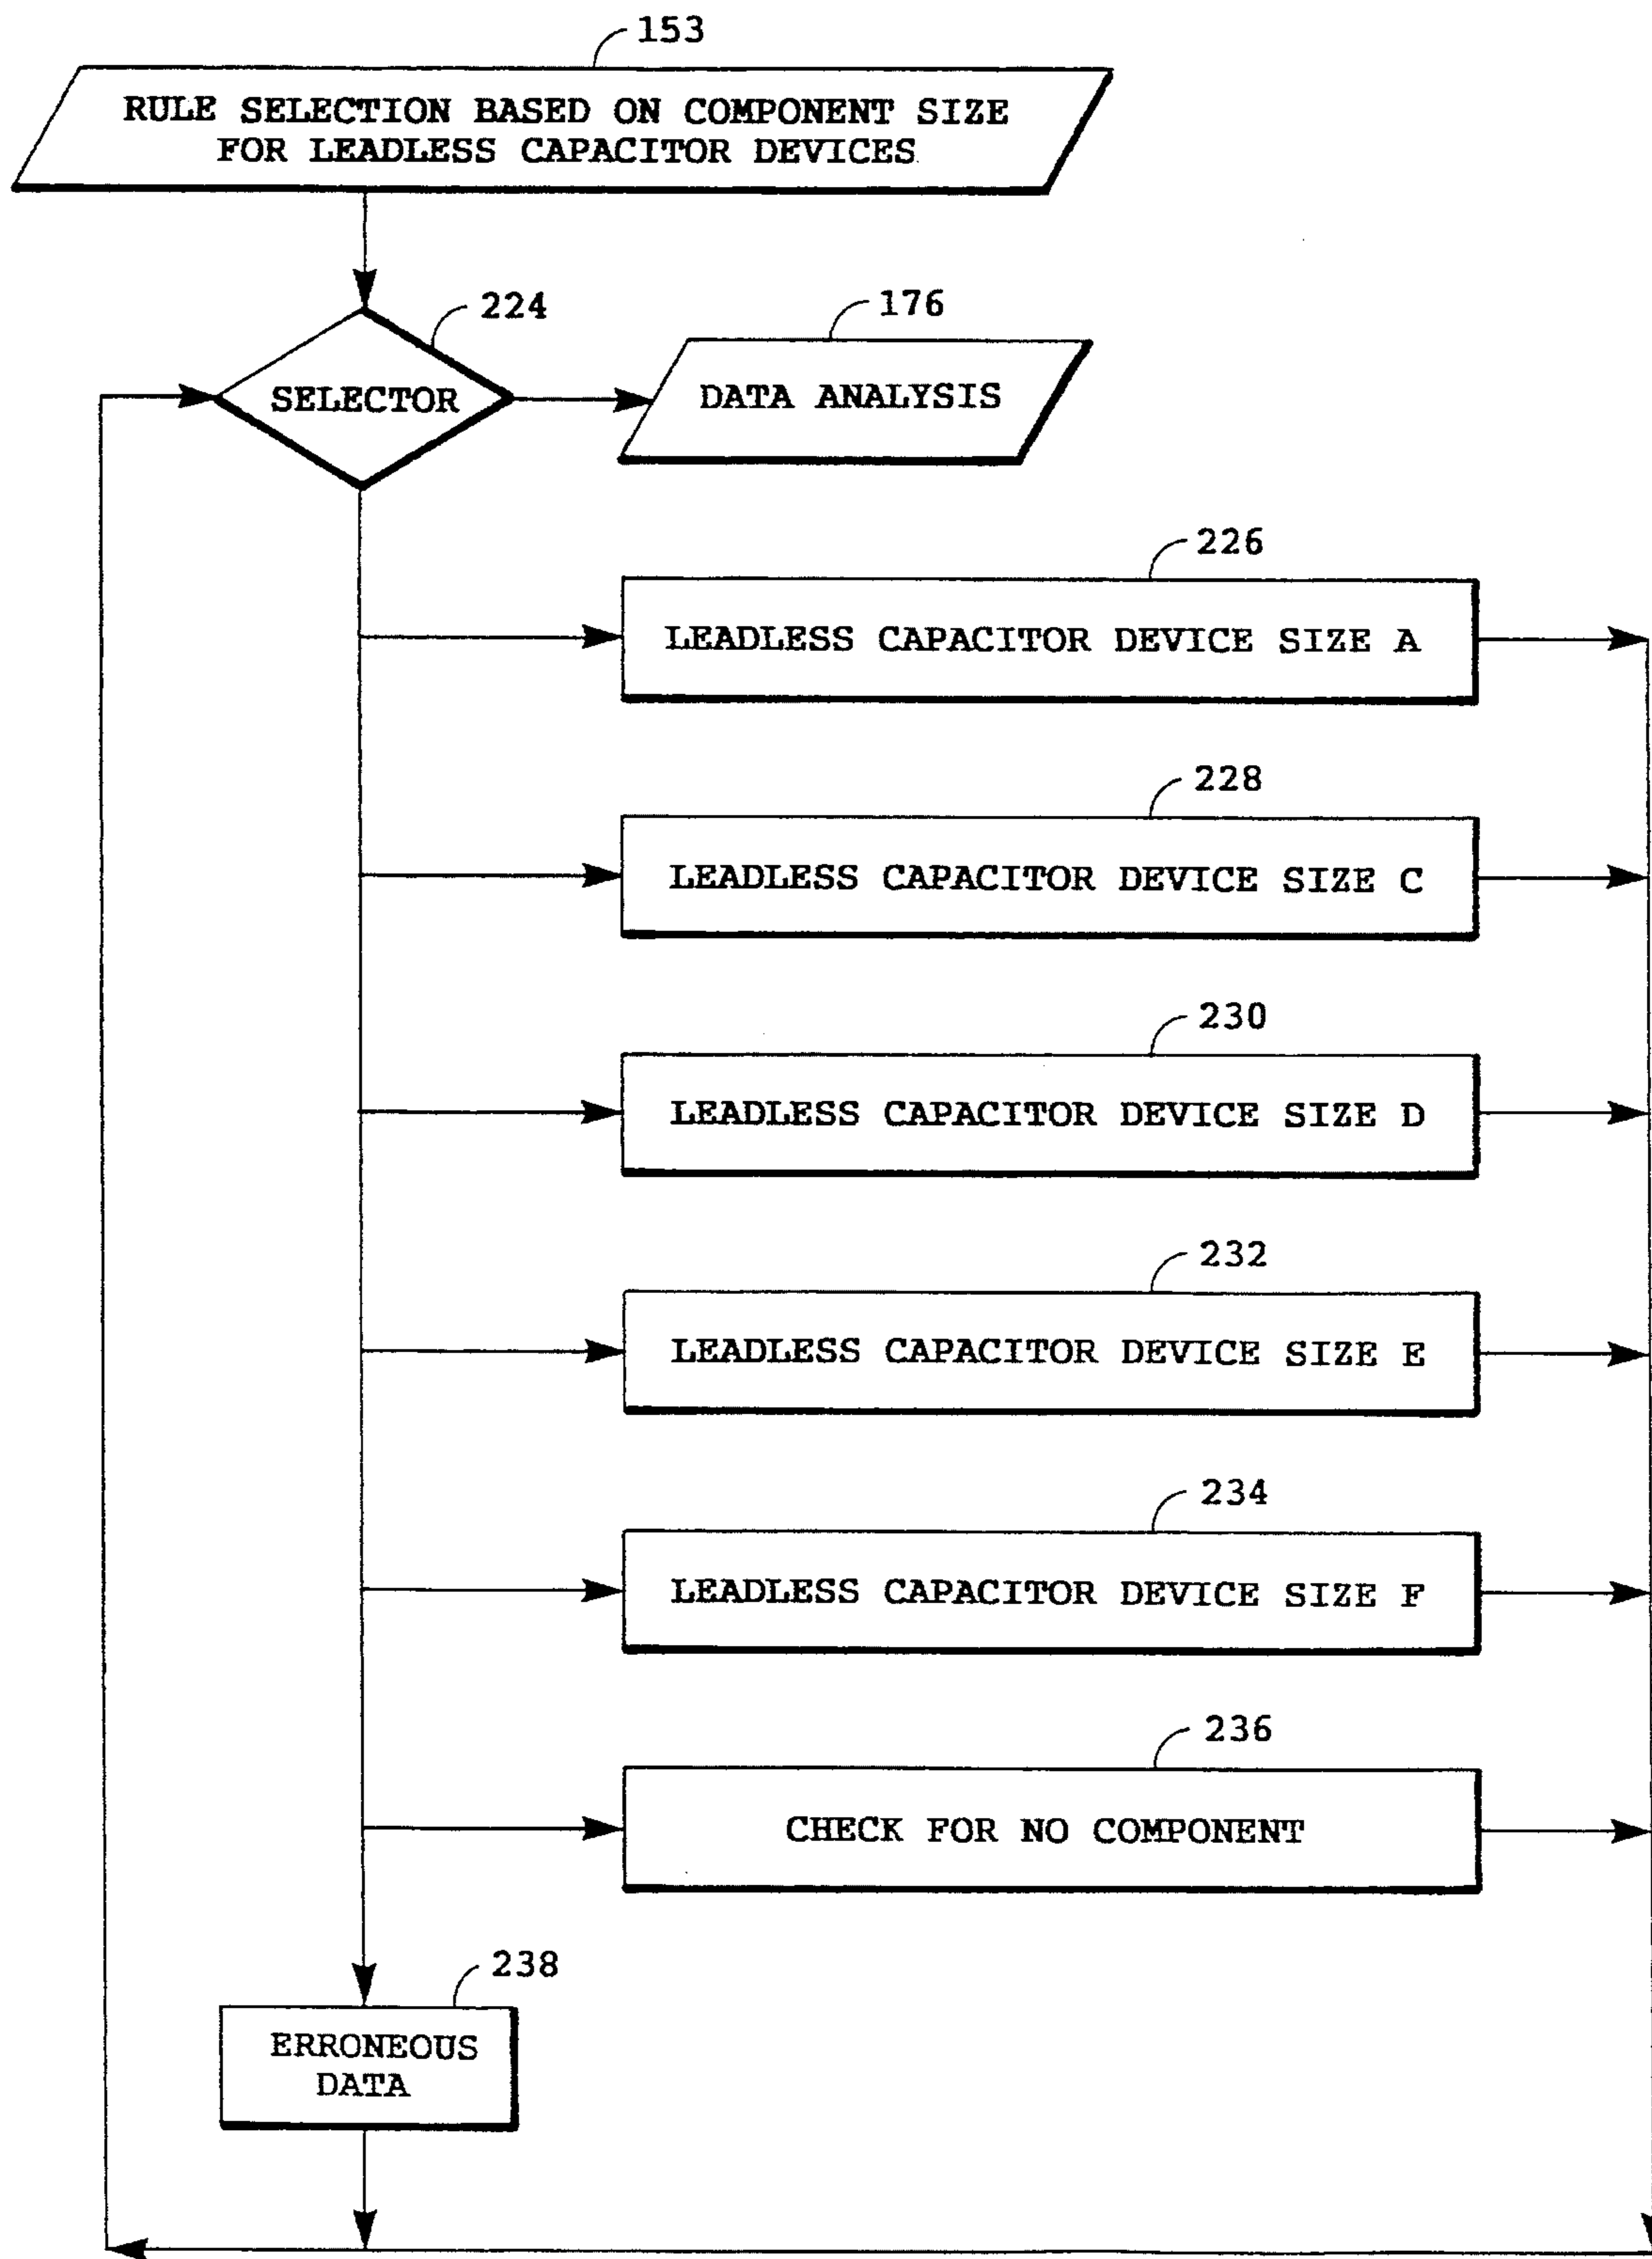 153
RULE SELECTION BASED ON COMPONENT SIZE
FOR LEADLESS CAPACITOR DEVICES
224
SELECTOR
176
DATA ANALYSIS
226
LEADLESS CAPACITOR DEVICE SIZE A
228
LEADLESS CAPACITOR DEVICE SIZE C
230
LEADLESS CAPACITOR DEVICE SIZE D
232
LEADLESS CAPACITOR DEVICE SIZE E
234
LEADLESS CAPACITOR DEVICE SIZE F
236
CHECK FOR NO COMPONENT
238
ERRONEOUS
DATA